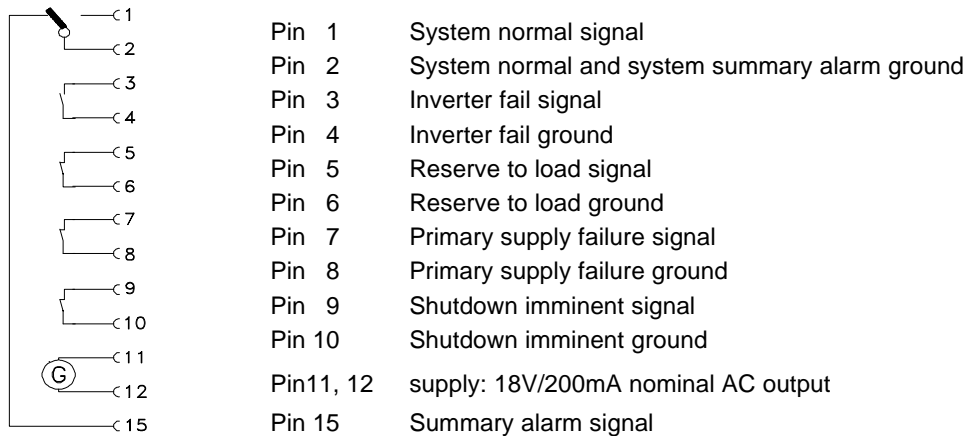 1 Pin 1 System normal signal
2 Pin 2 System normal and system summary alarm ground
3 Pin 3 Inverter fail signal
4 Pin 4 Inverter fail ground
5 Pin 5 Reserve to load signal
6 Pin 6 Reserve to load ground
7 Pin 7 Primary supply failure signal
8 Pin 8 Primary supply failure ground
9 Pin 9 Shutdown imminent signal
10 Pin 10 Shutdown imminent ground
11
G
12 Pin11, 12 supply: 18V/200mA nominal AC output
15 Pin 15 Summary alarm signal